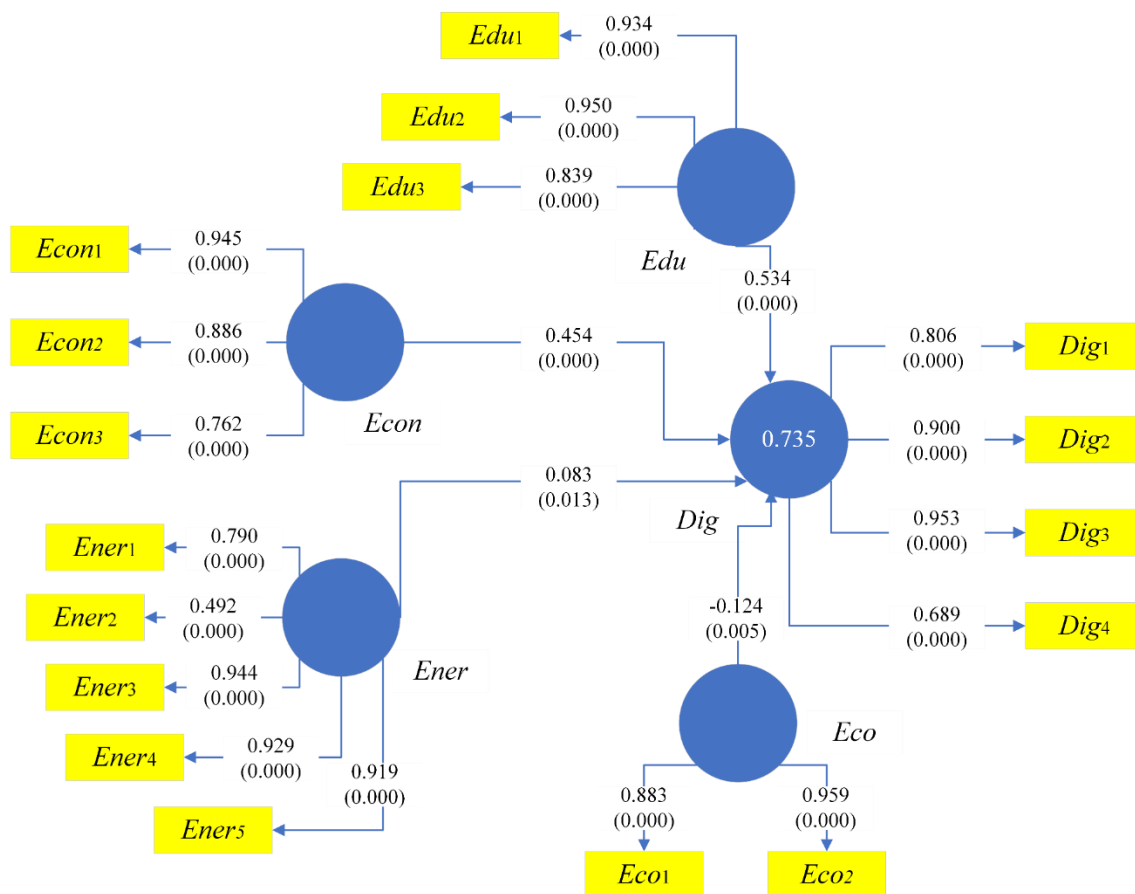 Edu1
0.934
(0.000)
Edu2
0.950
(0.000)
Edu3
0.839
(0.000)
Edu
0.534
(0.000)
Econ1
0.945
(0.000)
Econ2
0.886
(0.000)
Econ3
0.762
(0.000)
Econ
0.454
(0.000)
0.735
Dig
0.806
(0.000)
Dig1
0.900
(0.000)
Dig2
0.953
(0.000)
Dig3
0.689
(0.000)
Dig4
0.083
(0.013)
Ener1
0.790
(0.000)
Ener2
0.492
(0.000)
Ener3
0.944
(0.000)
Ener4
0.929
(0.000)
Ener5
0.919
(0.000)
Ener
-0.124
(0.005)
Eco
0.883
(0.000)
0.959
(0.000)
Eco1
Eco2